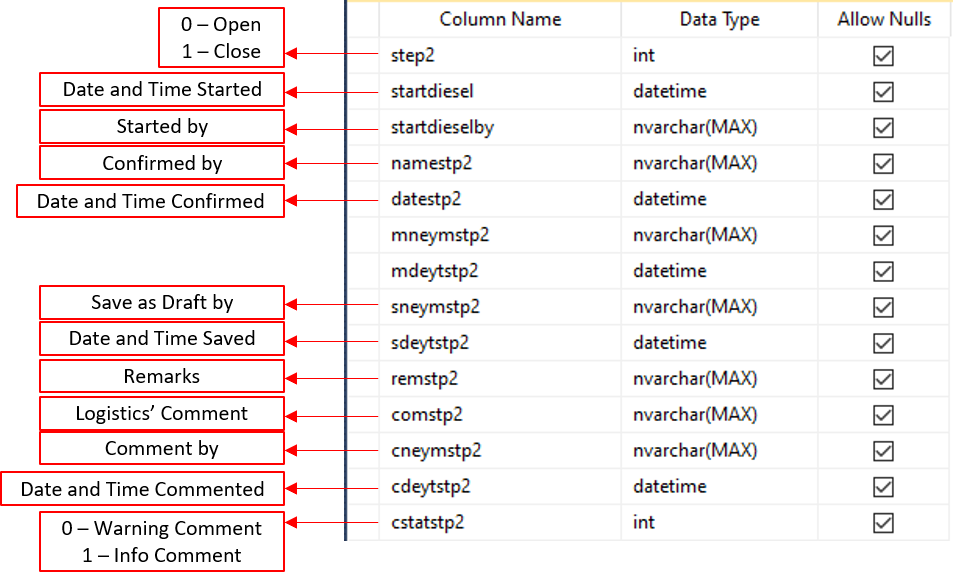 Column Name Data Type Allow Nulls
0 – Open
1 – Close
step2 int
Date and Time Started startdiesel datetime
Started by startdieselby nvarchar(MAX)
Confirmed by namestp2 nvarchar(MAX)
Date and Time Confirmed datestp2 datetime
mneymstp2 nvarchar(MAX)
mdeytstp2 datetime
Save as Draft by sneymstp2 nvarchar(MAX)
Date and Time Saved sdeytstp2 datetime
Remarks remstp2 nvarchar(MAX)
Logistics’ Comment comstp2 nvarchar(MAX)
Comment by cneymstp2 nvarchar(MAX)
Date and Time Commented cdeytstp2 datetime
0 – Warning Comment cstatstp2 int
1 – Info Comment